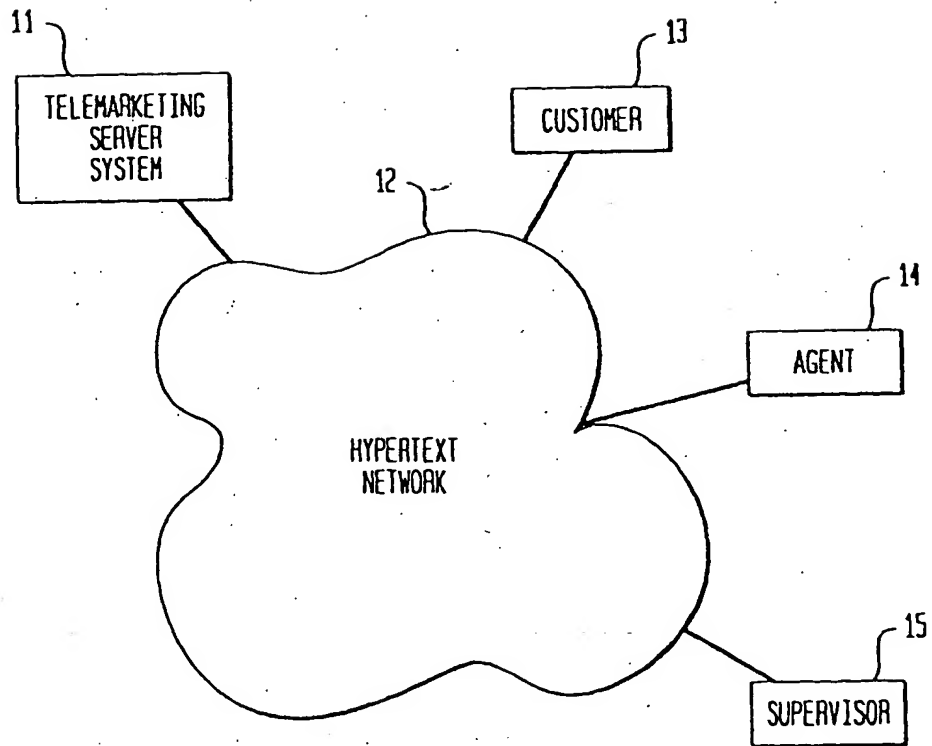 11
TELEMARKETING
SERVER
SYSTEM
13
CUSTOMER
12
14
AGENT
HYPERTEXT
NETWORK
15
SUPERVISOR